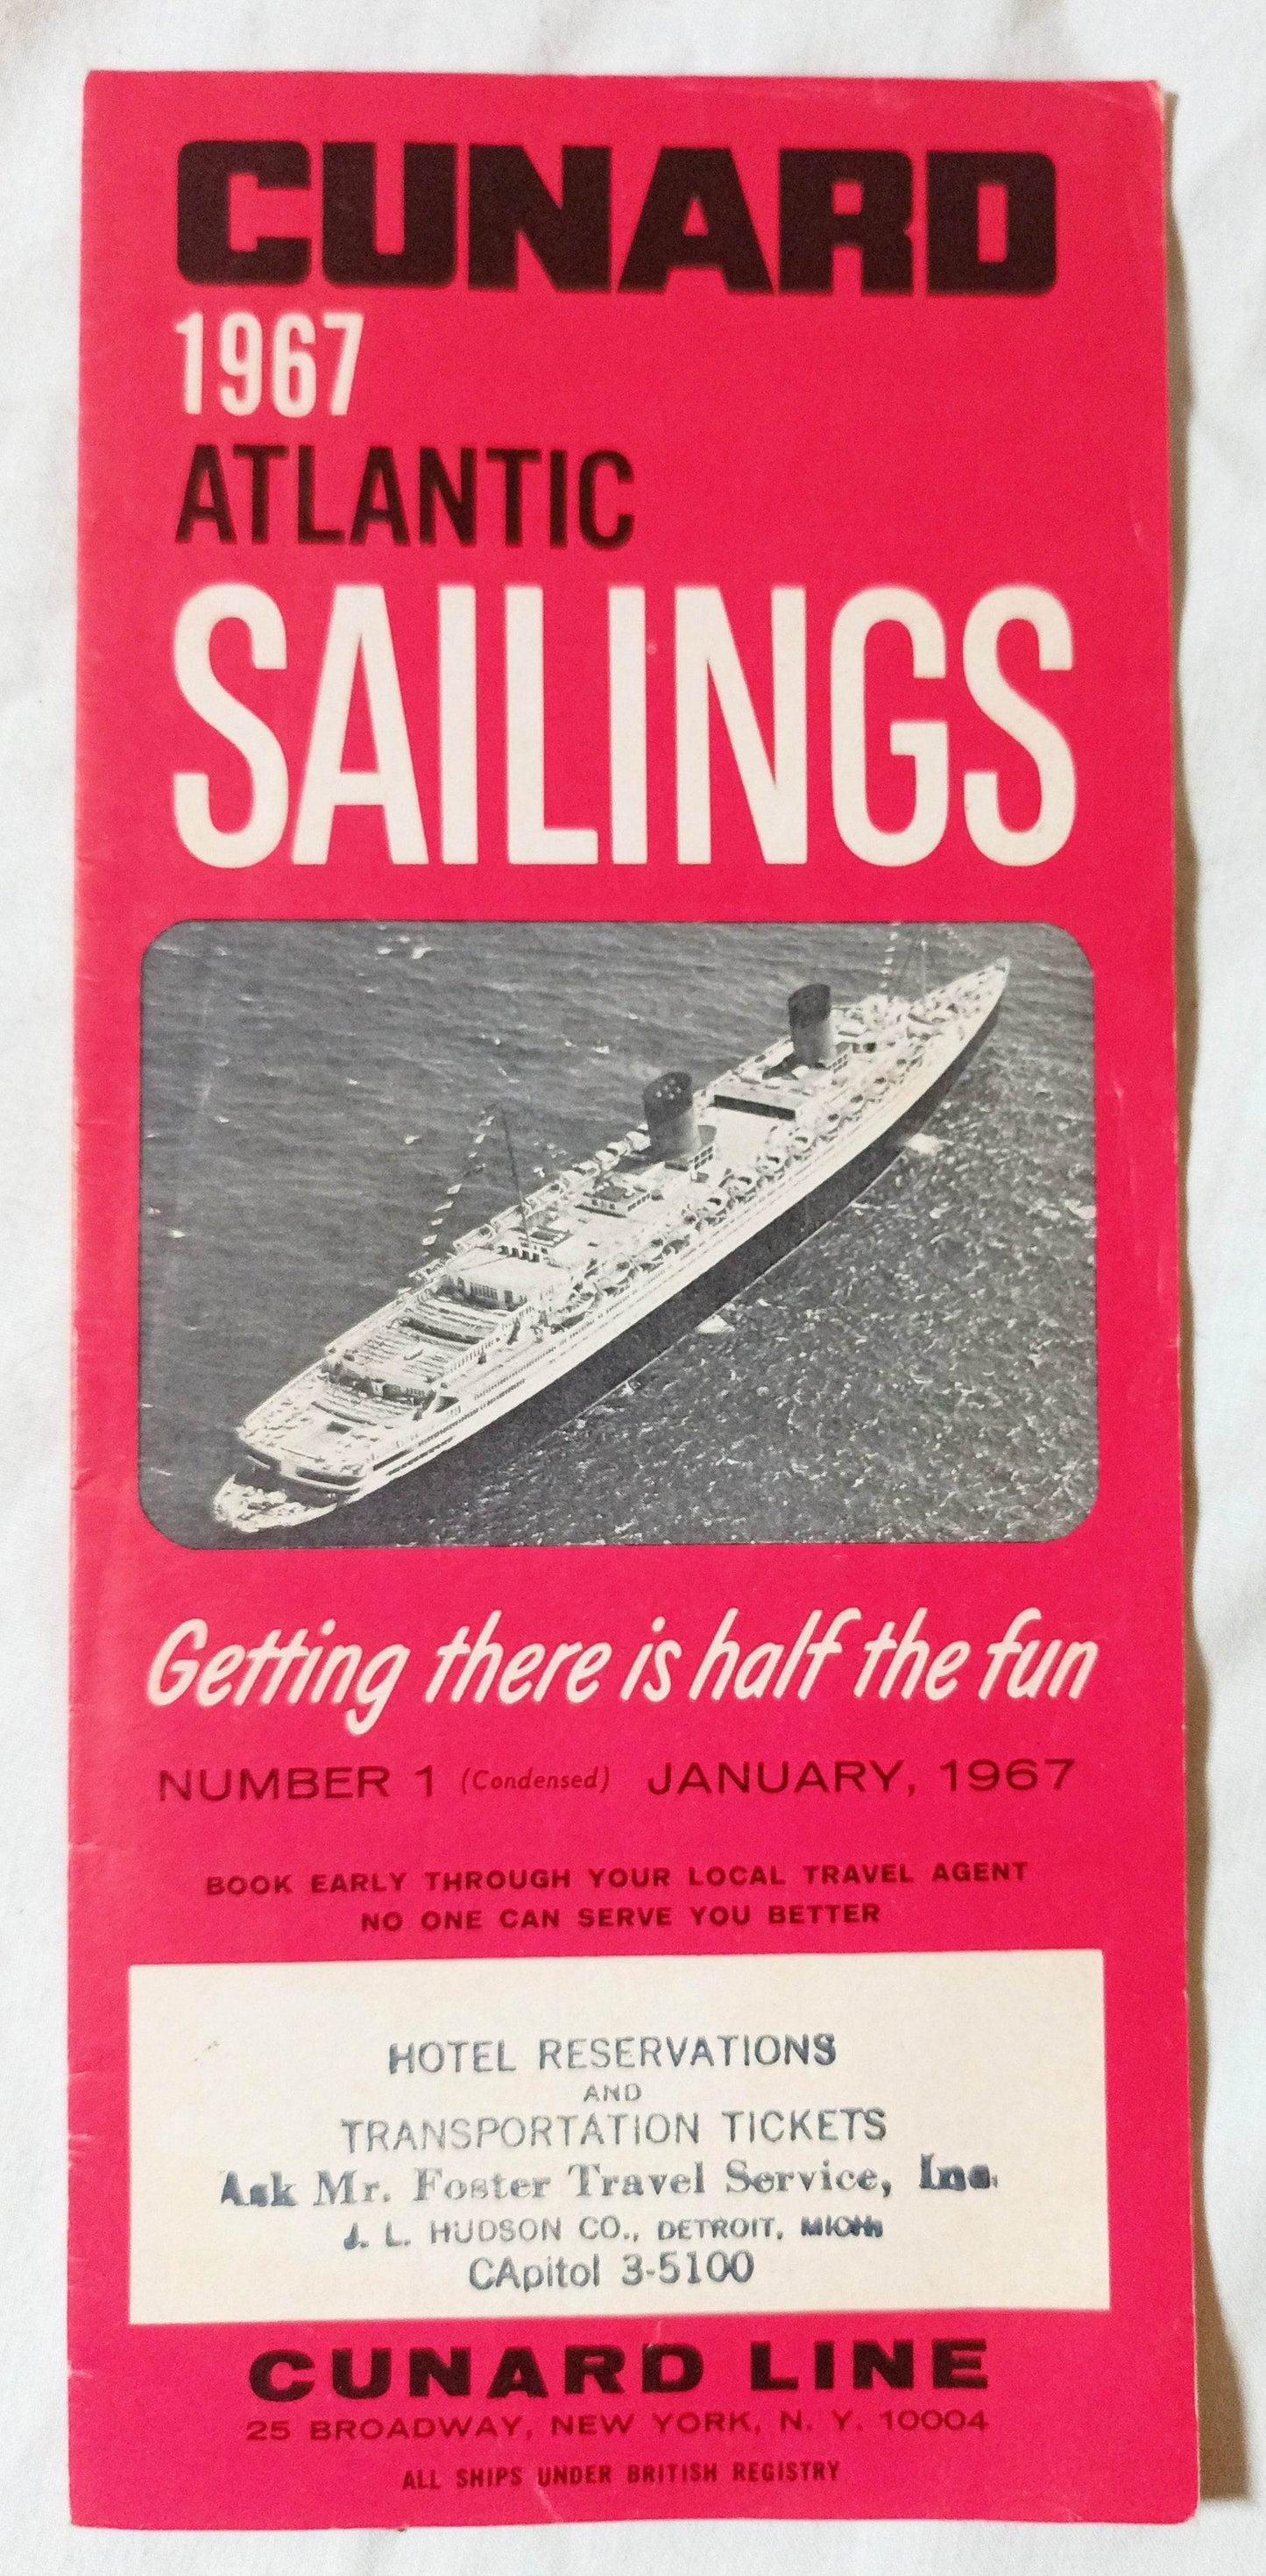 CUNARD
1967
ATLANTIC
SAILINGS
Getting there is half the fun
NUMBER 1 (Condensed) JANUARY, 1967
BOOK EARLY THROUGH YOUR LOCAL TRAVEL AGENT
NO ONE CAN SERVE YOU BETTER
HOTEL RESERVATIONS
AND
TRANSPORTATION TICKETS
Ask Mr. Foster Travel Service, Inc.
J. L. HUDSON CO., DETROIT, MICH.
CApitol 3-5100
CUNARD LINE
25 BROADWAY, NEW YORK, N. Y. 10004
ALL SHIPS UNDER BRITISH REGISTRY